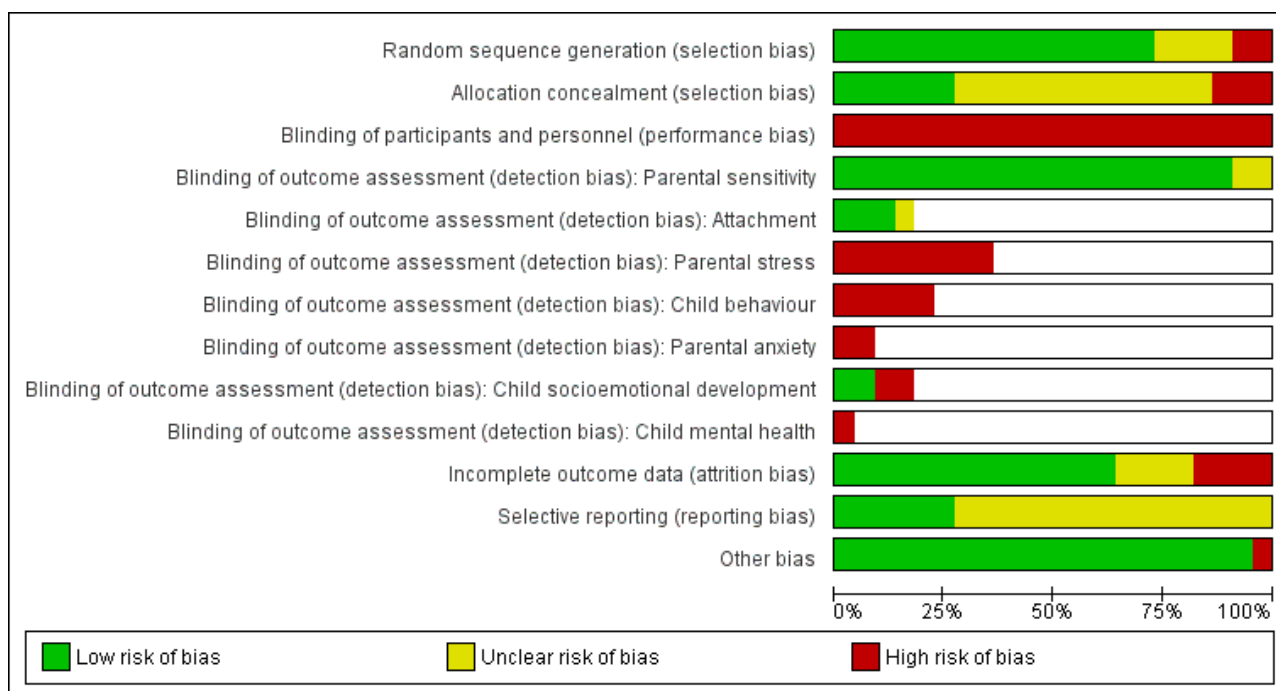 Random sequence generation (selection bias)
Allocation concealment (selection bias)
Blinding of participants and personnel (performance bias)
Blinding of outcome assessment (detection bias): Parental sensitivity
Blinding of outcome assessment (detection bias): Attachment
Blinding of outcome assessment (detection bias): Parental stress
Blinding of outcome assessment (detection bias): Child behaviour
Blinding of outcome assessment (detection bias): Parental anxiety
Blinding of outcome assessment (detection bias): Child socioemotional development
Blinding of outcome assessment (detection bias): Child mental health
Incomplete outcome data (attrition bias)
Selective reporting (reporting bias)
Other bias
0% 25% 50% 75% 100%
Low risk of bias Unclear risk of bias High risk of bias